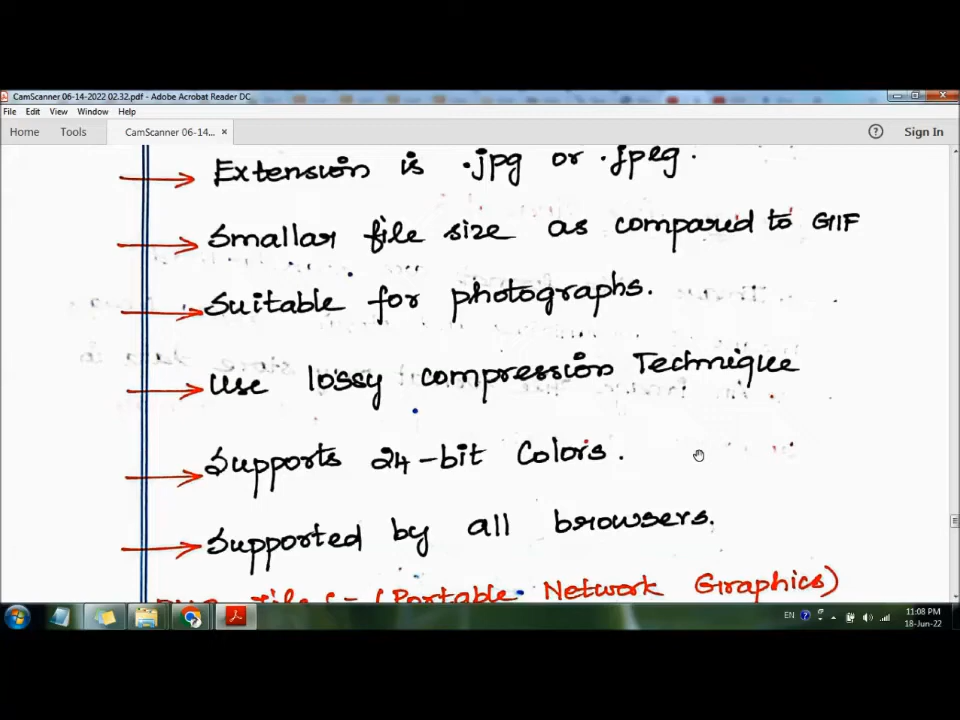 CamScanner 06-14-2022 02.32.pdf - Adobe Acrobat Reader DC
File Edit View Window Help
Home Tools CamScanner 06-14... × Sign In
Extension is .jpg or .jpeg.
Smallar file size as compared to GIF
Suitable for photographs.
Use lossy compression Technique
Supports 24-bit Colors.
Supported by all browsers.
(Portable Network Graphics)
EN 11:08 PM
18-Jun-22